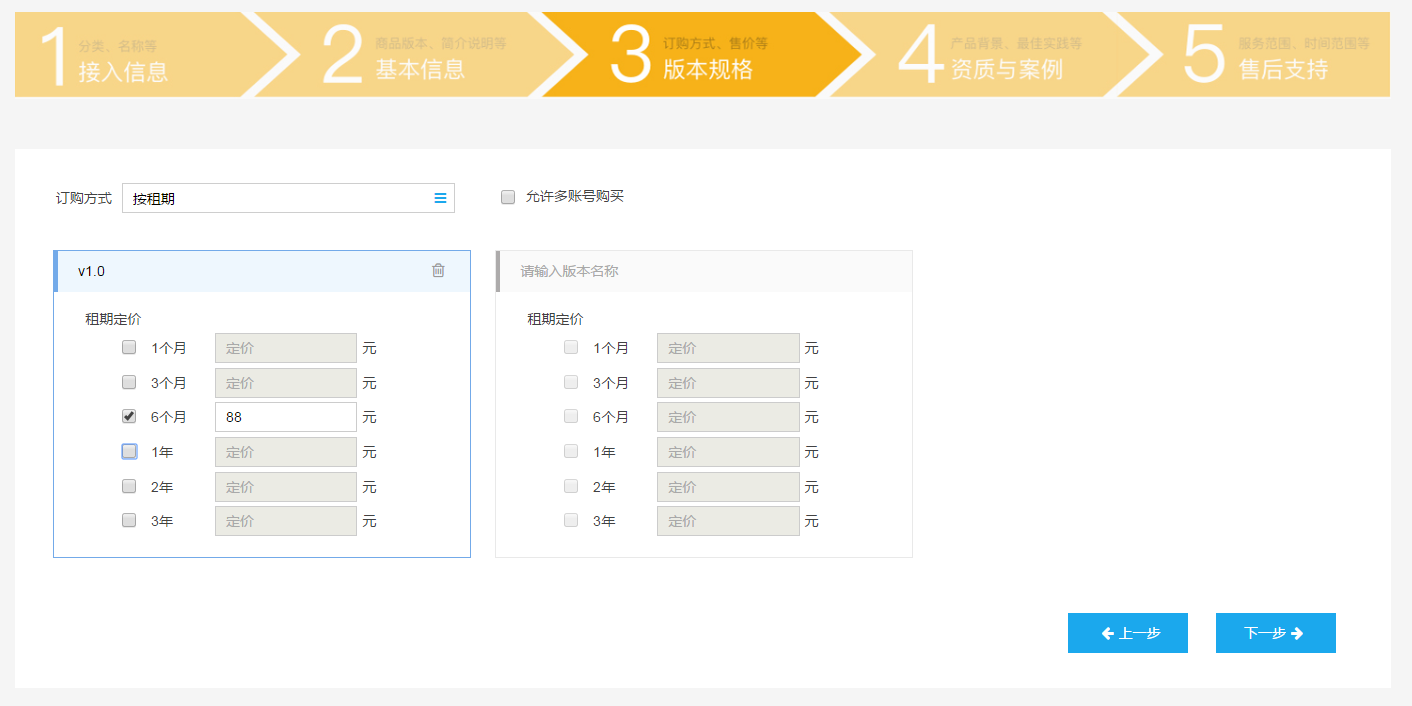 1
分类、名称等
接入信息
2
商品版本、简介说明等
基本信息
3
订购方式、售价等
版本规格
4
产品背景、最佳实践等
资质与案例
5
服务范围、时间范围等
售后支持
订购方式 按租期
允许多账号购买
v1.0
租期定价
1个月 定价 元
3个月 定价 元
6个月 88 元
1年 定价 元
2年 定价 元
3年 定价 元
请输入版本名称
租期定价
1个月 定价 元
3个月 定价 元
6个月 定价 元
1年 定价 元
2年 定价 元
3年 定价 元
上一步
下一步